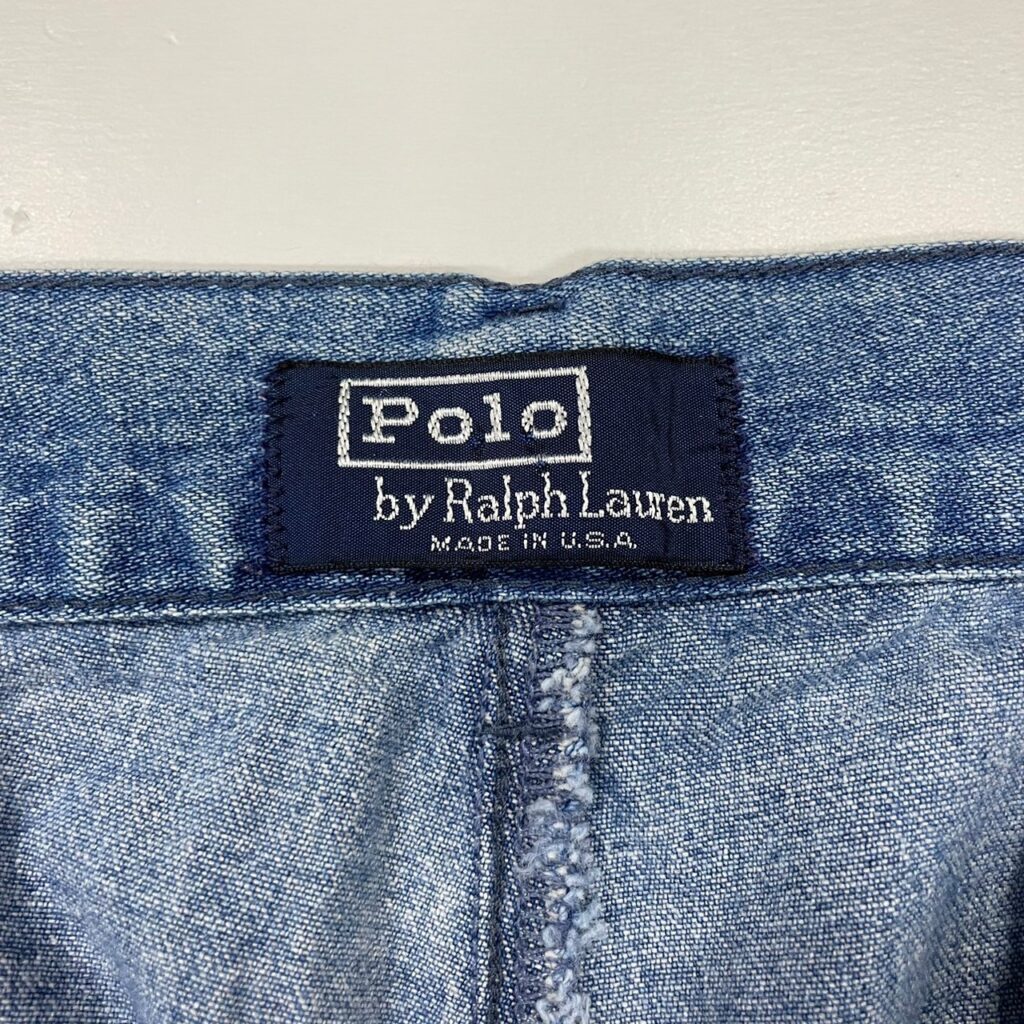 Polo
by Ralph Lauren
MADE IN U.S.A.